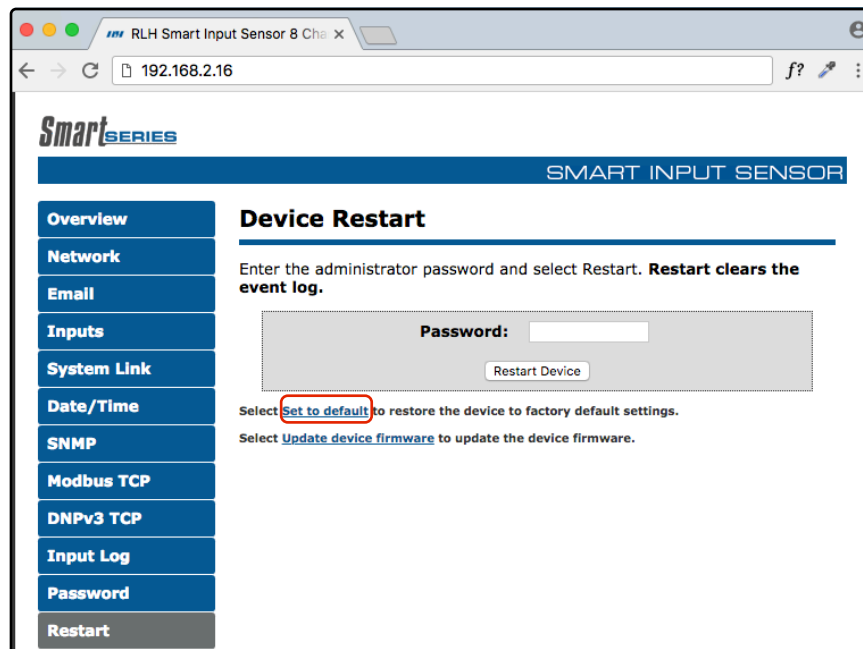 RLH Smart Input Sensor 8 Cha
192.168.2.16
f?
Smart SERIES
SMART INPUT SENSOR
Overview
Network
Email
Inputs
System Link
Date/Time
SNMP
Modbus TCP
DNPv3 TCP
Input Log
Password
Restart
Device Restart
Enter the administrator password and select Restart. Restart clears the
event log.
Password:
Restart Device
Select Set to default to restore the device to factory default settings.
Select Update device firmware to update the device firmware.